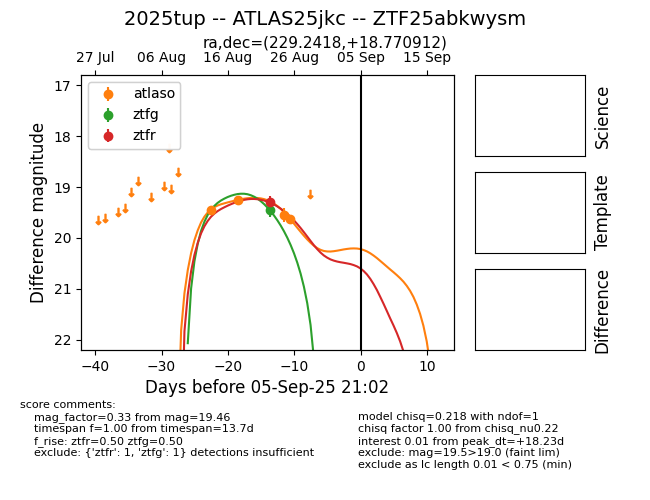 2025tup -- ATLAS25jkc -- ZTF25abkwysm
ra,dec=(229.2418,+18.770912)
27 Jul 06 Aug 16 Aug 26 Aug 05 Sep 15 Sep
atlaso
ztfg
ztfr
17
18
19
20
21
22
Difference magnitude
−40 −30 −20 −10 0 10
Days before 05-Sep-25 21:02
Science
Template
Difference
score comments:
mag_factor=0.33 from mag=19.46
timespan f=1.00 from timespan=13.7d
f_rise: ztfr=0.50 ztfg=0.50
exclude: {'ztfr': 1, 'ztfg': 1} detections insufficient
model chisq=0.218 with ndof=1
chisq factor 1.00 from chisq_nu0.22
interest 0.01 from peak_dt=+18.23d
exclude: mag=19.5>19.0 (faint lim)
exclude as lc length 0.01 < 0.75 (min)